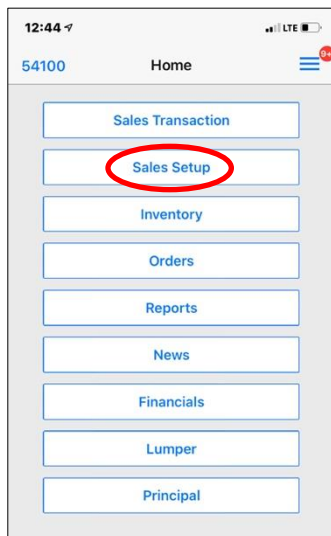 12:44 LTE
9+
54100 Home
Sales Transaction
Sales Setup
Inventory
Orders
Reports
News
Financials
Lumper
Principal